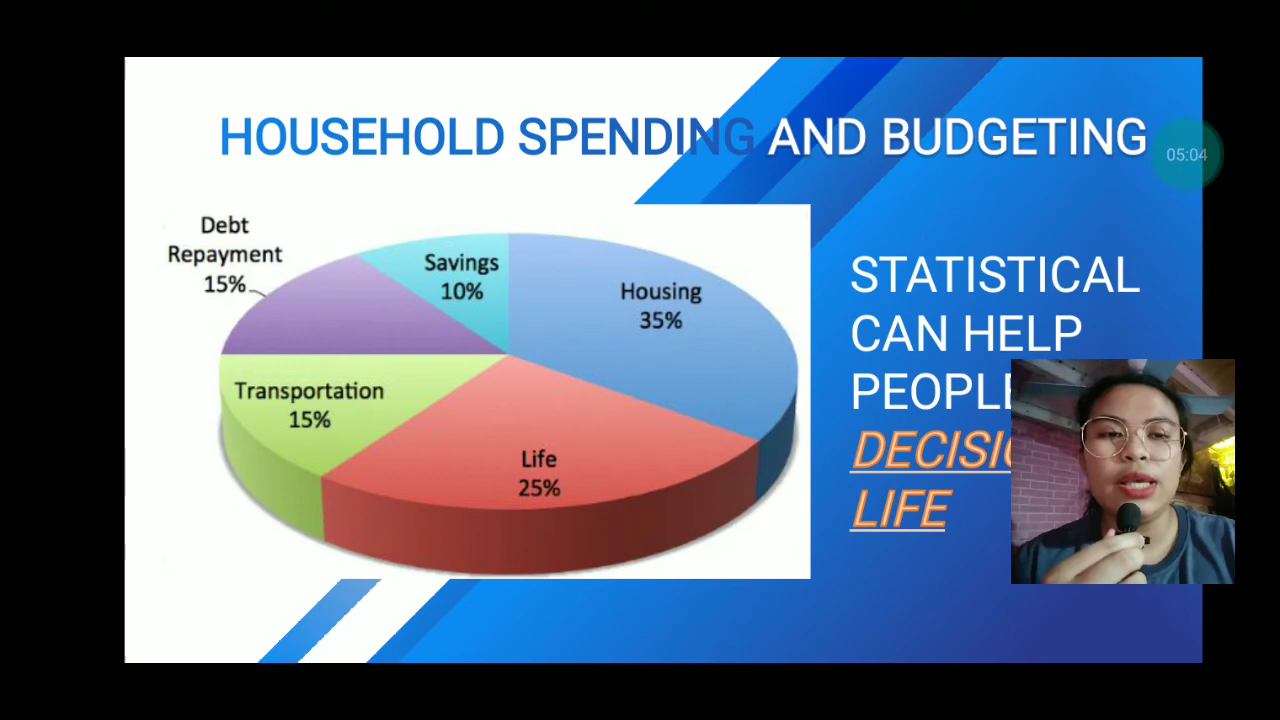 HOUSEHOLD SPENDING AND BUDGETING
05:04
Debt
Repayment
15%
Savings
10%
Housing
35%
Transportation
15%
Life
25%
STATISTICAL
CAN HELP
PEOPLE
LIFE